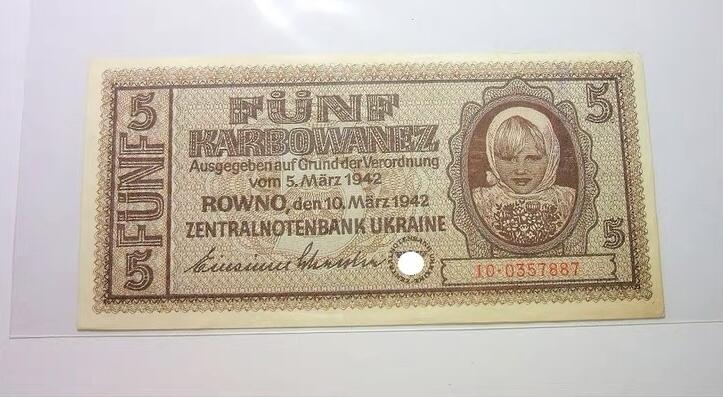 5 FÜNF 5
FÜNF
KARBOWANEZ
Ausgegeben auf Grund der Verordnung
vom 5. März 1942
ROWNO, den 10. März 1942
ZENTRALNOTENBANK UKRAINE
5
5
10·0357887